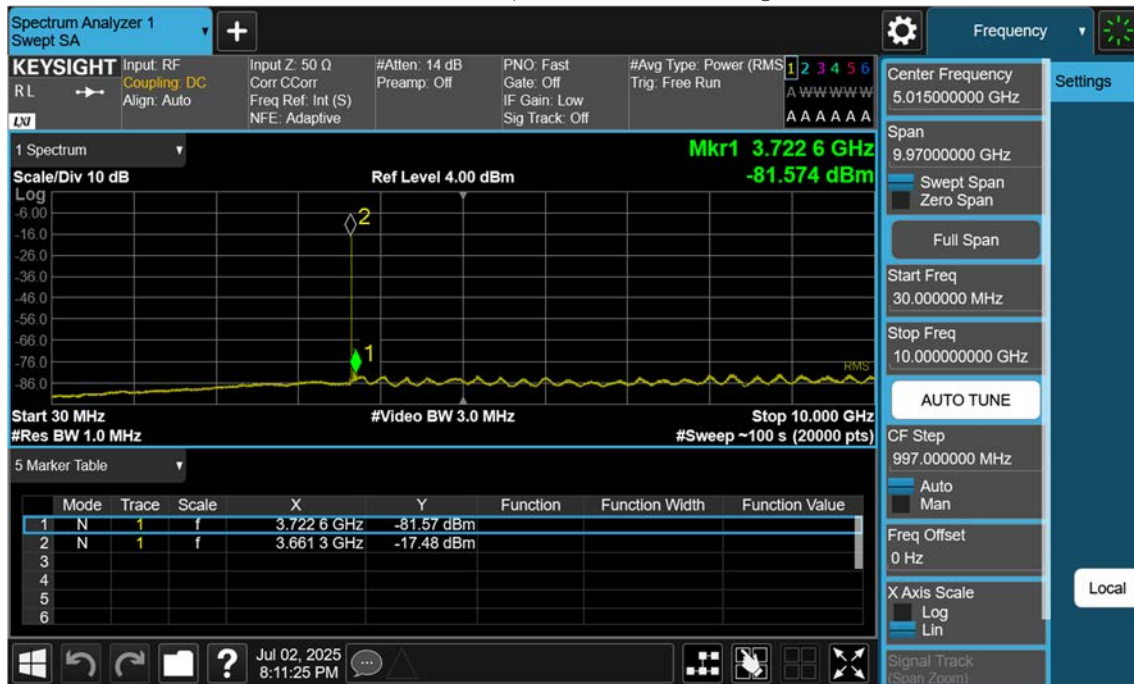 Spectrum Analyzer 1
Swept SA
+
Frequency
KEYSIGHT
RL
LXI
Input: RF
Coupling: DC
Align: Auto
Input Z: 50 Ω
Corr CCorr
Freq Ref: Int (S)
NFE: Adaptive
#Atten: 14 dB
Preamp: Off
PNO: Fast
Gate: Off
IF Gain: Low
Sig Track: Off
#Avg Type: Power (RMS
Trig: Free Run
1 2 3 4 5 6
A W W W W W
A A A A A A
1 Spectrum
Mkr1 3.722 6 GHz
Scale/Div 10 dB
Ref Level 4.00 dBm
-81.574 dBm
Log
-6.00
-16.0
-26.0
-36.0
-46.0
-56.0
-66.0
-76.0
-86.0
2
1
RMS
Start 30 MHz
#Video BW 3.0 MHz
Stop 10.000 GHz
#Res BW 1.0 MHz
#Sweep ~100 s (20000 pts)
5 Marker Table
Mode Trace Scale X Y Function Function Width Function Value
1 N 1 f 3.722 6 GHz -81.57 dBm
2 N 1 f 3.661 3 GHz -17.48 dBm
3
4
5
6
?
Jul 02, 2025
8:11:25 PM
Center Frequency
5.015000000 GHz
Settings
Span
9.97000000 GHz
Swept Span
Zero Span
Full Span
Start Freq
30.000000 MHz
Stop Freq
10.000000000 GHz
AUTO TUNE
CF Step
997.000000 MHz
Auto
Man
Freq Offset
0 Hz
Local
X Axis Scale
Log
Lin
Signal Track
(Span Zoom)